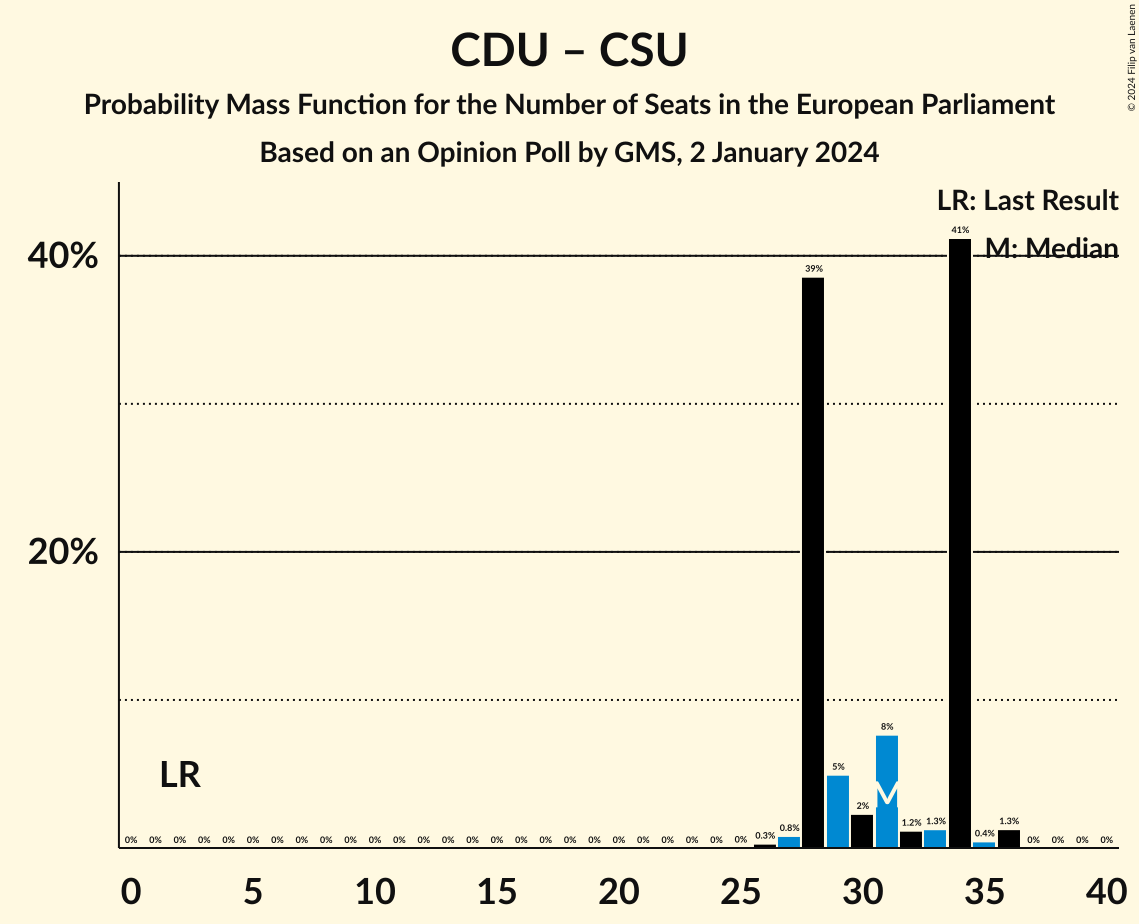 CDU – CSU
Probability Mass Function for the Number of Seats in the European Parliament
Based on an Opinion Poll by GMS, 2 January 2024
© 2024 Filip van Laenen
LR: Last Result
M: Median
40%
20%
41%
39%
8%
5%
2%
LR
M
0% 0% 0% 0% 0% 0% 0% 0% 0% 0% 0% 0% 0% 0% 0% 0% 0% 0% 0% 0% 0% 0% 0% 0% 0% 0% 0.3% 0.8% 1.2% 1.3% 0.4% 1.3% 0% 0% 0% 0%
0 5 10 15 20 25 30 35 40